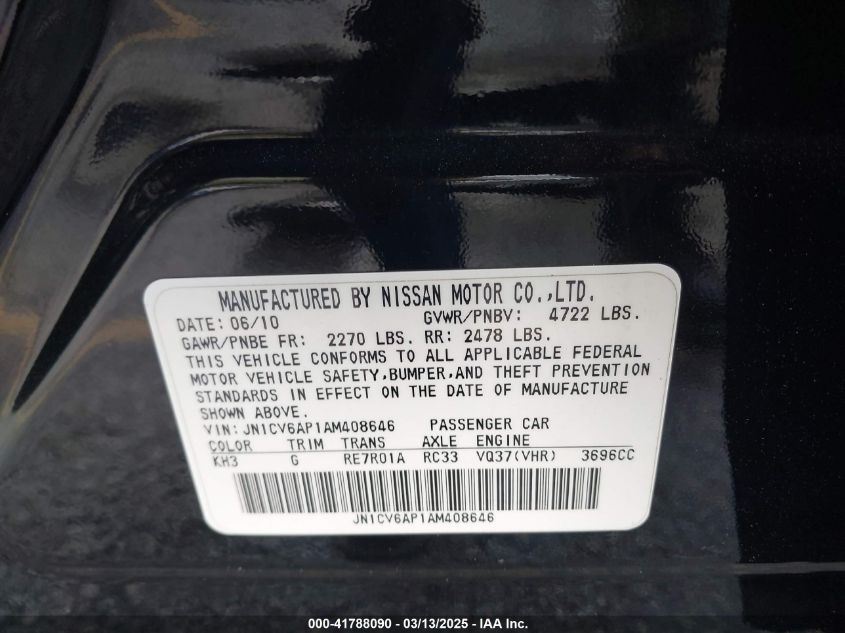 MANUFACTURED BY NISSAN MOTOR CO.,LTD.
DATE: 06/10 GVWR/PNBV: 4722 LBS.
GAWR/PNBE FR: 2270 LBS. RR: 2478 LBS.
THIS VEHICLE CONFORMS TO ALL APPLICABLE FEDERAL
MOTOR VEHICLE SAFETY,BUMPER,AND THEFT PREVENTION
STANDARDS IN EFFECT ON THE DATE OF MANUFACTURE
SHOWN ABOVE.
VIN: JN1CV6AP1AM408646 PASSENGER CAR
COLOR TRIM TRANS AXLE ENGINE
KH3 G RE7R01A RC33 VQ37(VHR) 3696CC
JN1CV6AP1AM408646
000-41788090 - 03/13/2025 - IAA Inc.